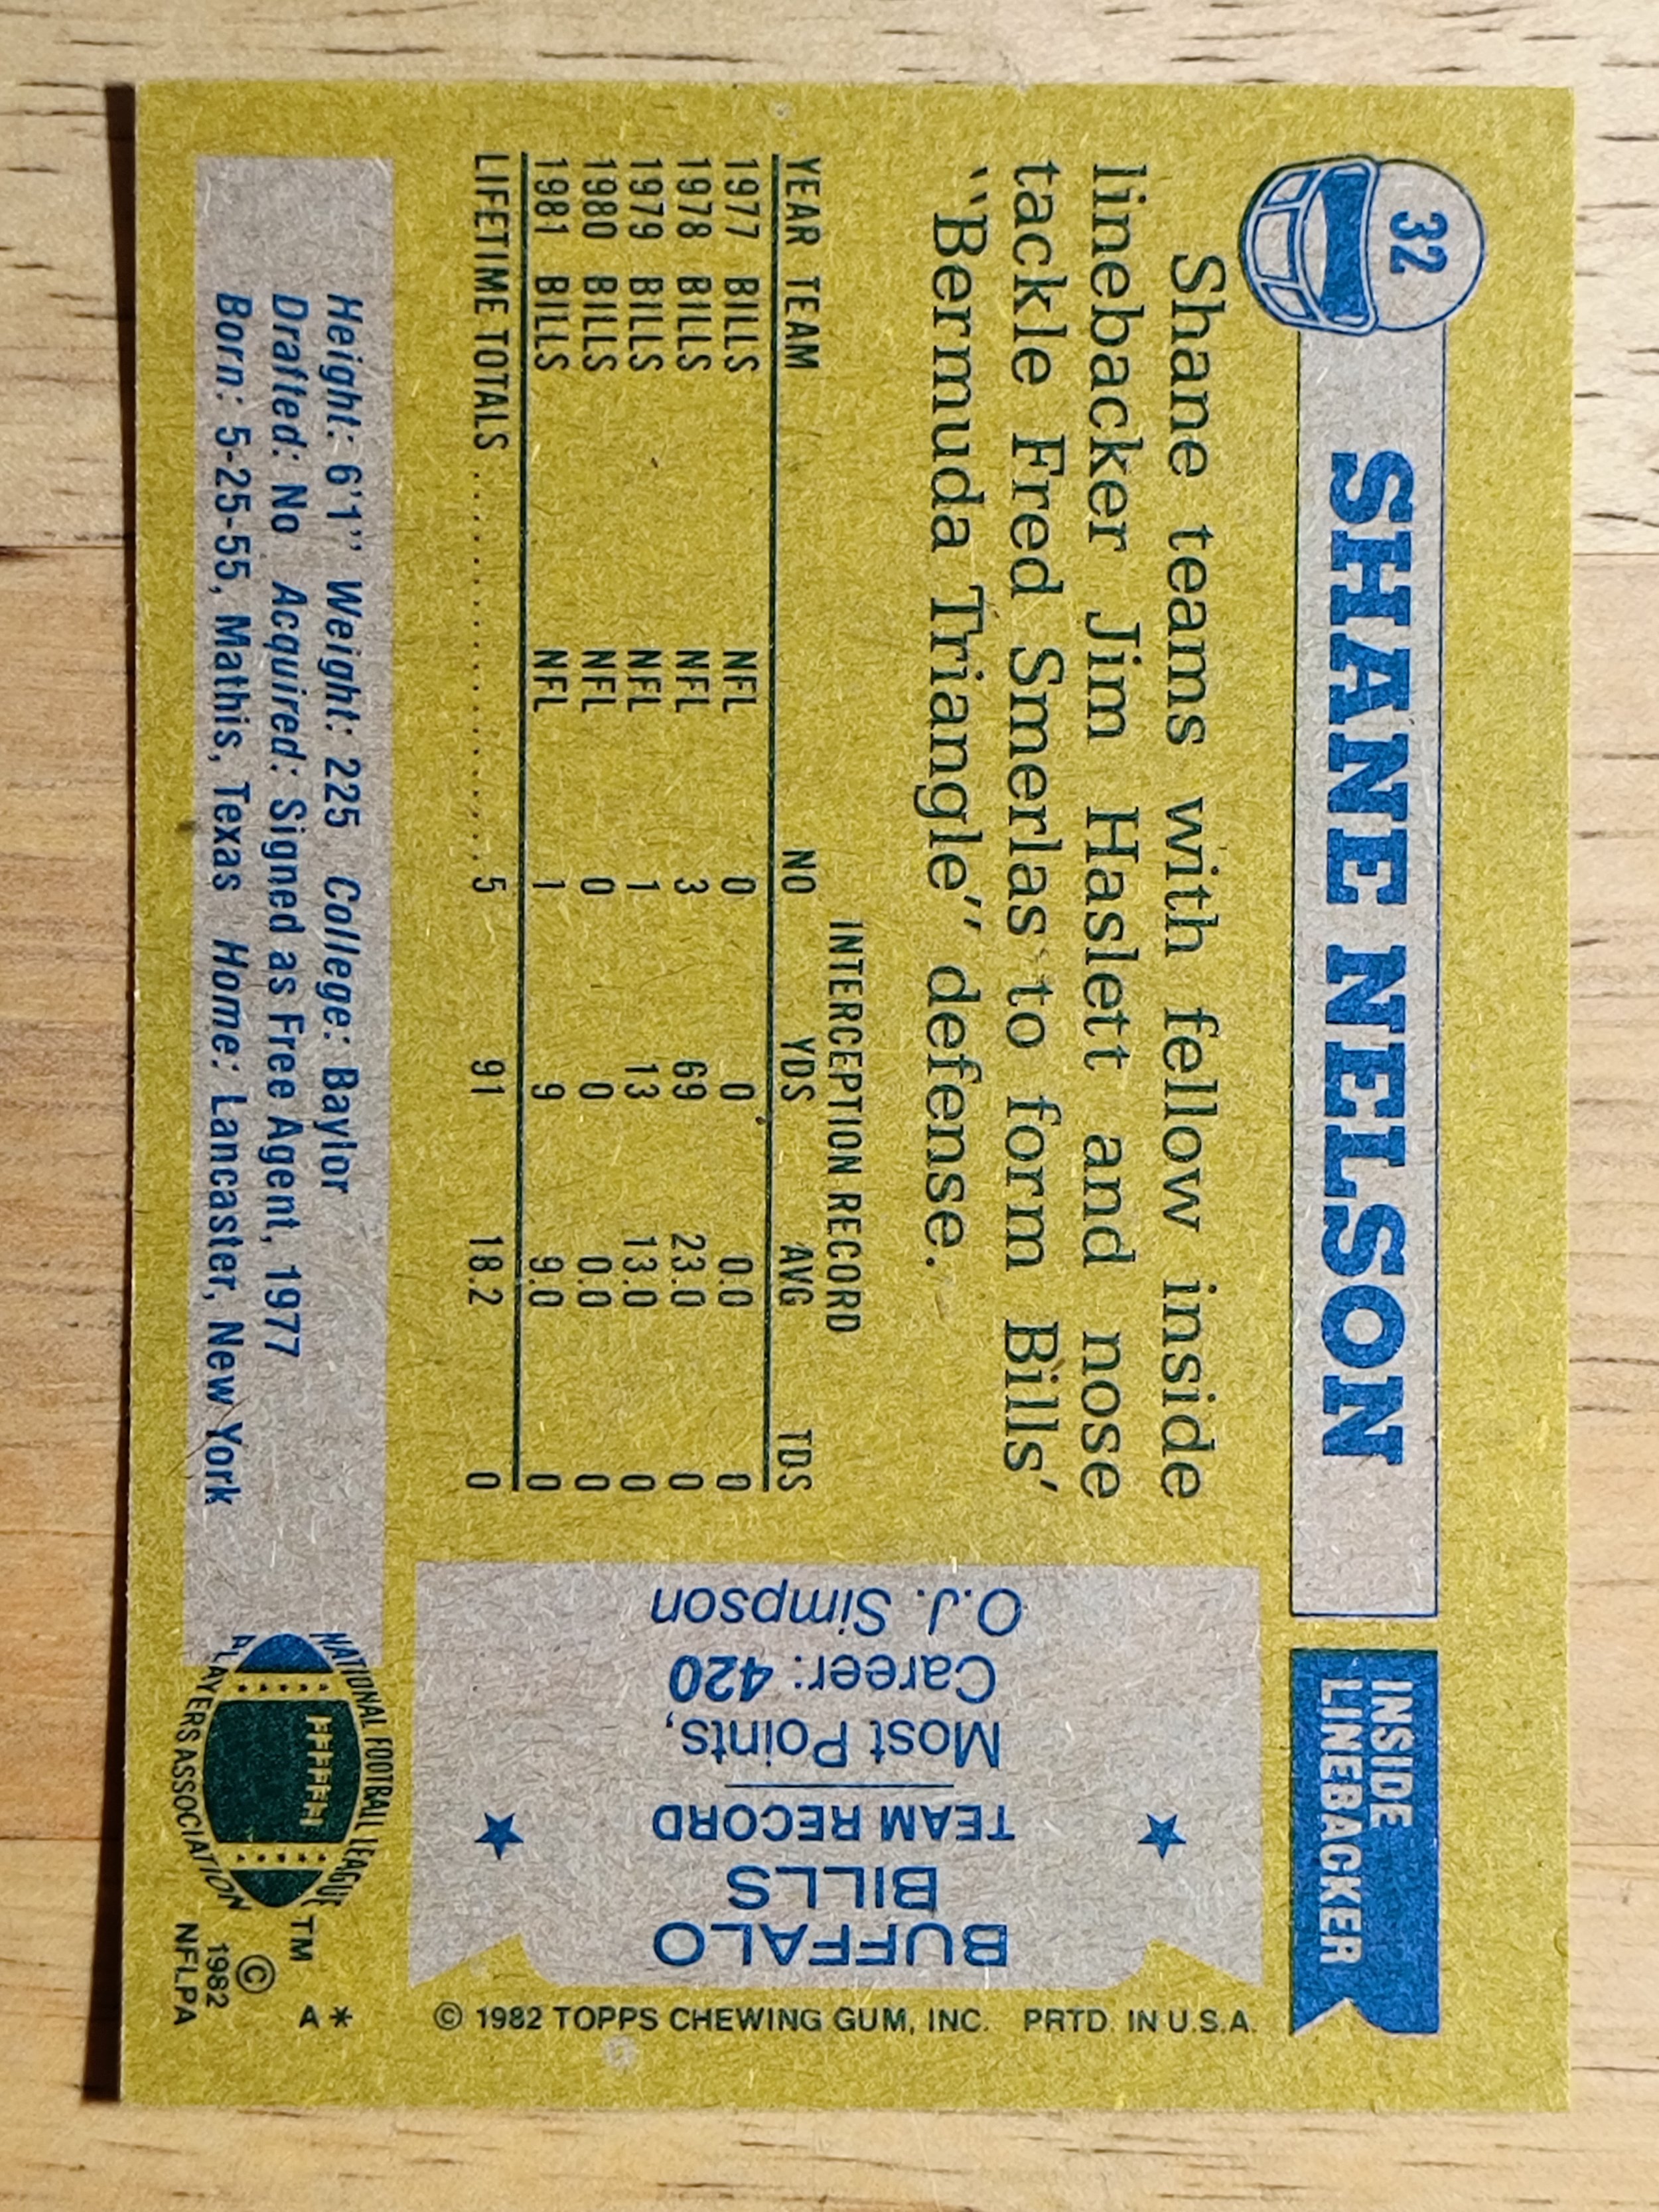 32
SHANE NELSON
INSIDE
LINEBACKER
Shane teams with fellow inside
linebacker Jim Haslett and nose
tackle Fred Smerlas to form Bills'
"Bermuda Triangle" defense.
INTERCEPTION RECORD
YEAR TEAM NO YDS AVG TDS
1977 BILLS NFL 0 0 0.0 0
1978 BILLS NFL 3 69 23.0 0
1979 BILLS NFL 1 13 13.0 0
1980 BILLS NFL 0 0 0.0 0
1981 BILLS NFL 1 9 9.0 0
LIFETIME TOTALS ........................ 5 91 18.2 0
Height: 6'1" Weight: 225 College: Baylor
Drafted: No Acquired: Signed as Free Agent, 1977
Born: 5-25-55, Mathis, Texas Home: Lancaster, New York
BUFFALO
BILLS
TEAM RECORD
Most Points,
Career: 420
O.J. Simpson
© 1982 TOPPS CHEWING GUM, INC. PRTD. IN U.S.A.
NATIONAL FOOTBALL LEAGUE
PLAYERS ASSOCIATION
TM
A*
©
1982
NFLPA